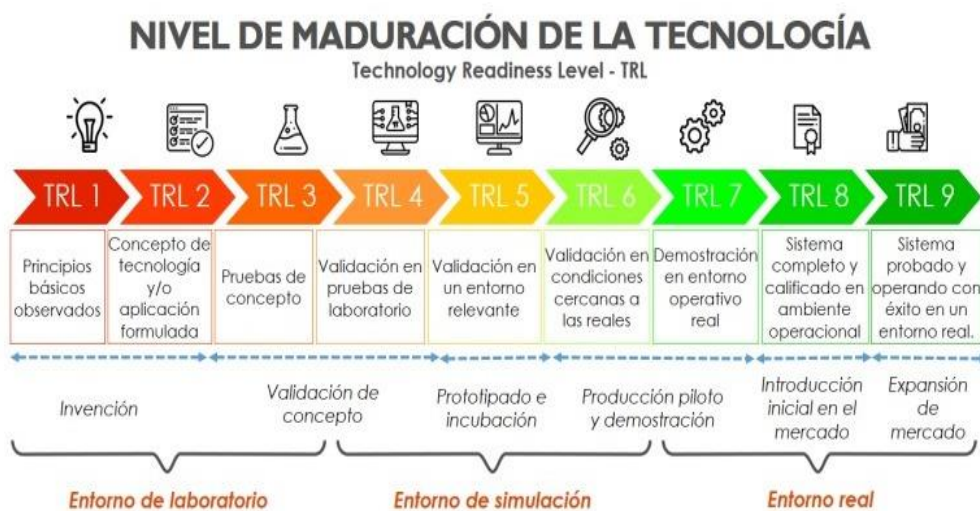 NIVEL DE MADURACIÓN DE LA TECNOLOGÍA
Technology Readiness Level - TRL
TRL 1
TRL 2
TRL 3
TRL 4
TRL 5
TRL 6
TRL 7
TRL 8
TRL 9
Principios
básicos
observados
Concepto de
tecnología
y/o
aplicación
formulada
Pruebas de
concepto
Validación en
pruebas de
laboratorio
Validación en
un entorno
relevante
Validación en
condiciones
cercanas a
las reales
Demostración
en entorno
operativo
real
Sistema
completo y
calificado en
ambiente
operacional
Sistema
probado y
operando con
éxito en un
entorno real.
Invención
Validación de
concepto
Prototipado e
incubación
Producción piloto
y demostración
Introducción
inicial en el
mercado
Expansión
de
mercado
Entorno de laboratorio
Entorno de simulación
Entorno real